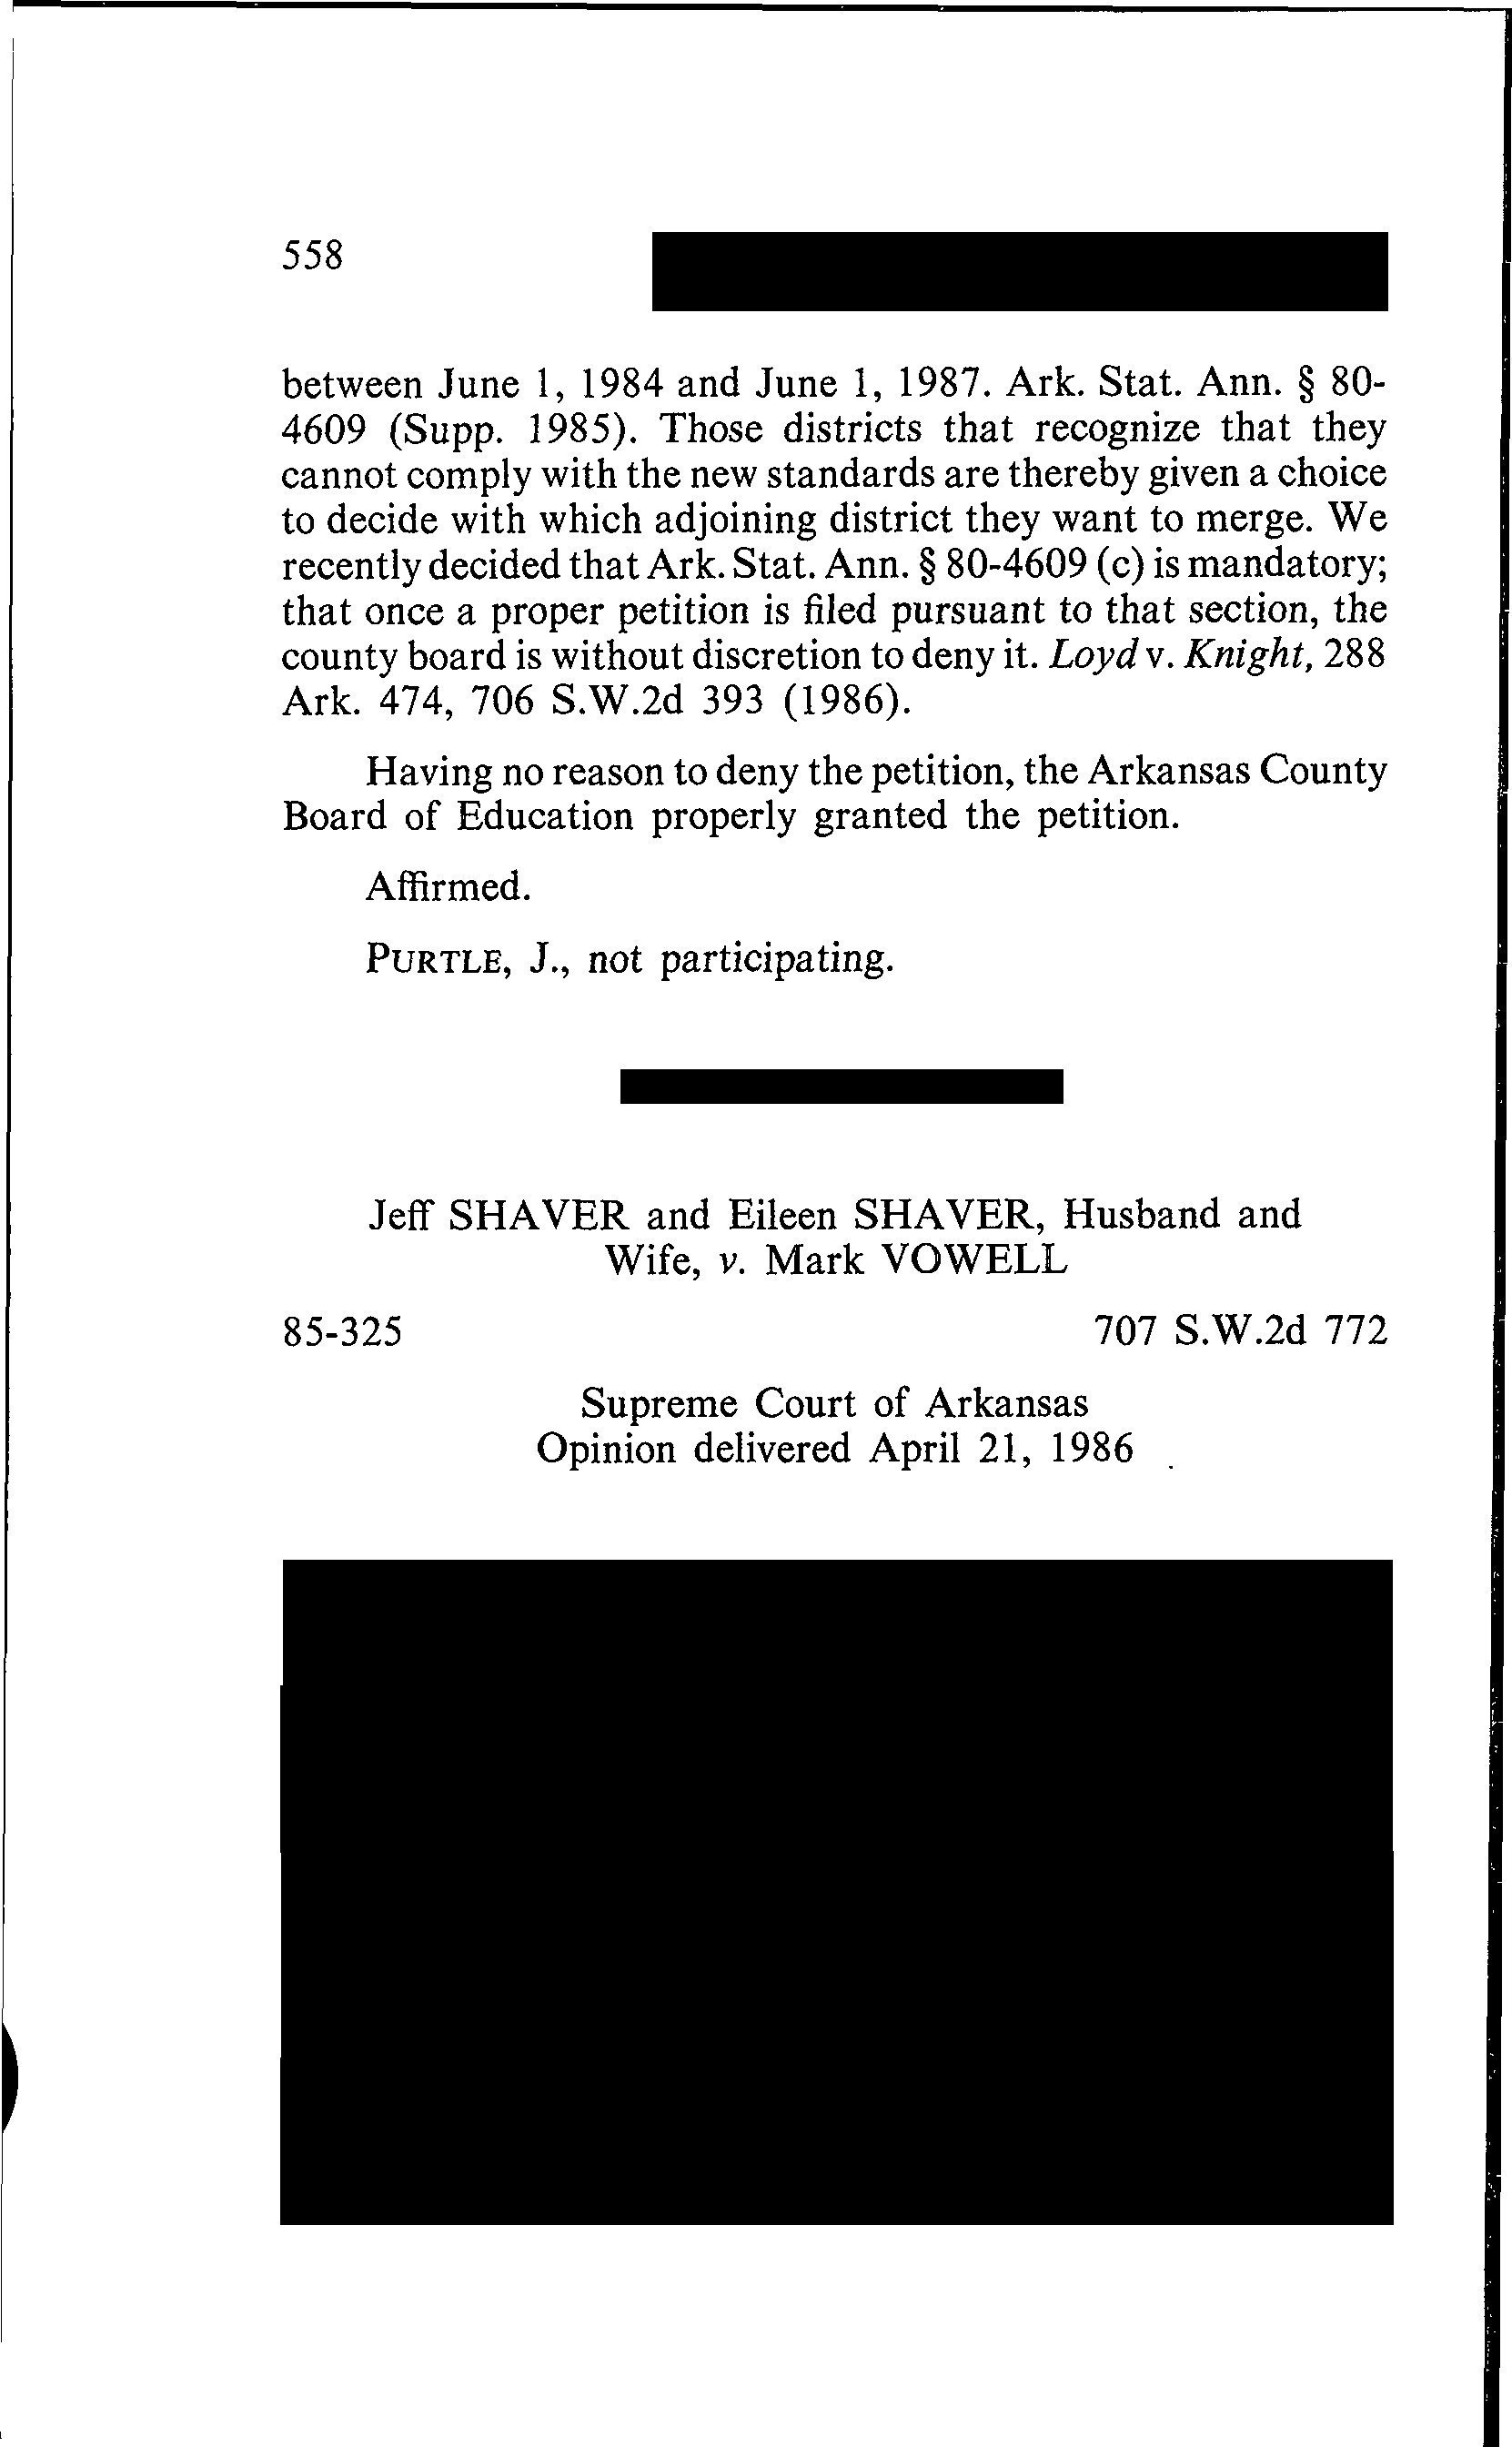 558
between June 1, 1984 and June 1, 1987. Ark. Stat. Ann. § 80-
4609 (Supp. 1985). Those districts that recognize that they
cannot comply with the new standards are thereby given a choice
to decide with which adjoining district they want to merge. We
recently decided that Ark. Stat. Ann. § 80-4609 (c) is mandatory;
that once a proper petition is filed pursuant to that section, the
county board is without discretion to deny it. Loyd v. Knight, 288
Ark. 474, 706 S.W.2d 393 (1986).
Having no reason to deny the petition, the Arkansas County
Board of Education properly granted the petition.
Affirmed.
PURTLE, J., not participating.
Jeff SHAVER and Eileen SHAVER, Husband and
Wife, v. Mark VOWELL
85-325 707 S.W.2d 772
Supreme Court of Arkansas
Opinion delivered April 21, 1986